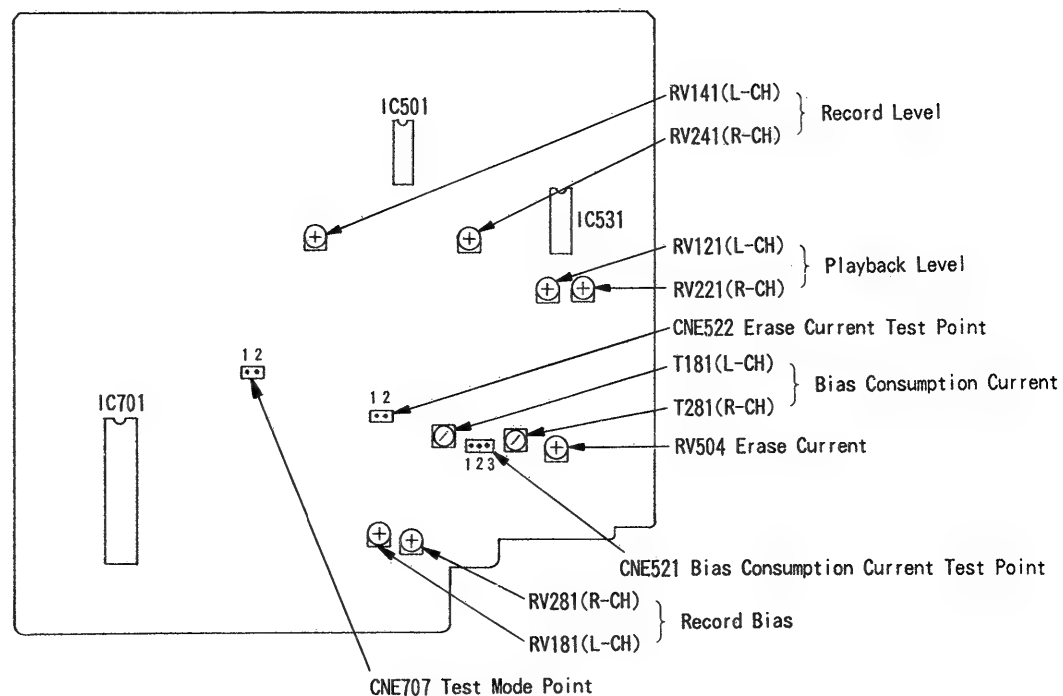 IC501
RV141(L-CH)
Record Level
RV241(R-CH)
IC531
RV121(L-CH)
Playback Level
RV221(R-CH)
CNE522 Erase Current Test Point
1 2
T181(L-CH)
Bias Consumption Current
IC701
1 2
T281(R-CH)
RV504 Erase Current
1 2 3
CNE521 Bias Consumption Current Test Point
RV281(R-CH)
Record Bias
RV181(L-CH)
CNE707 Test Mode Point